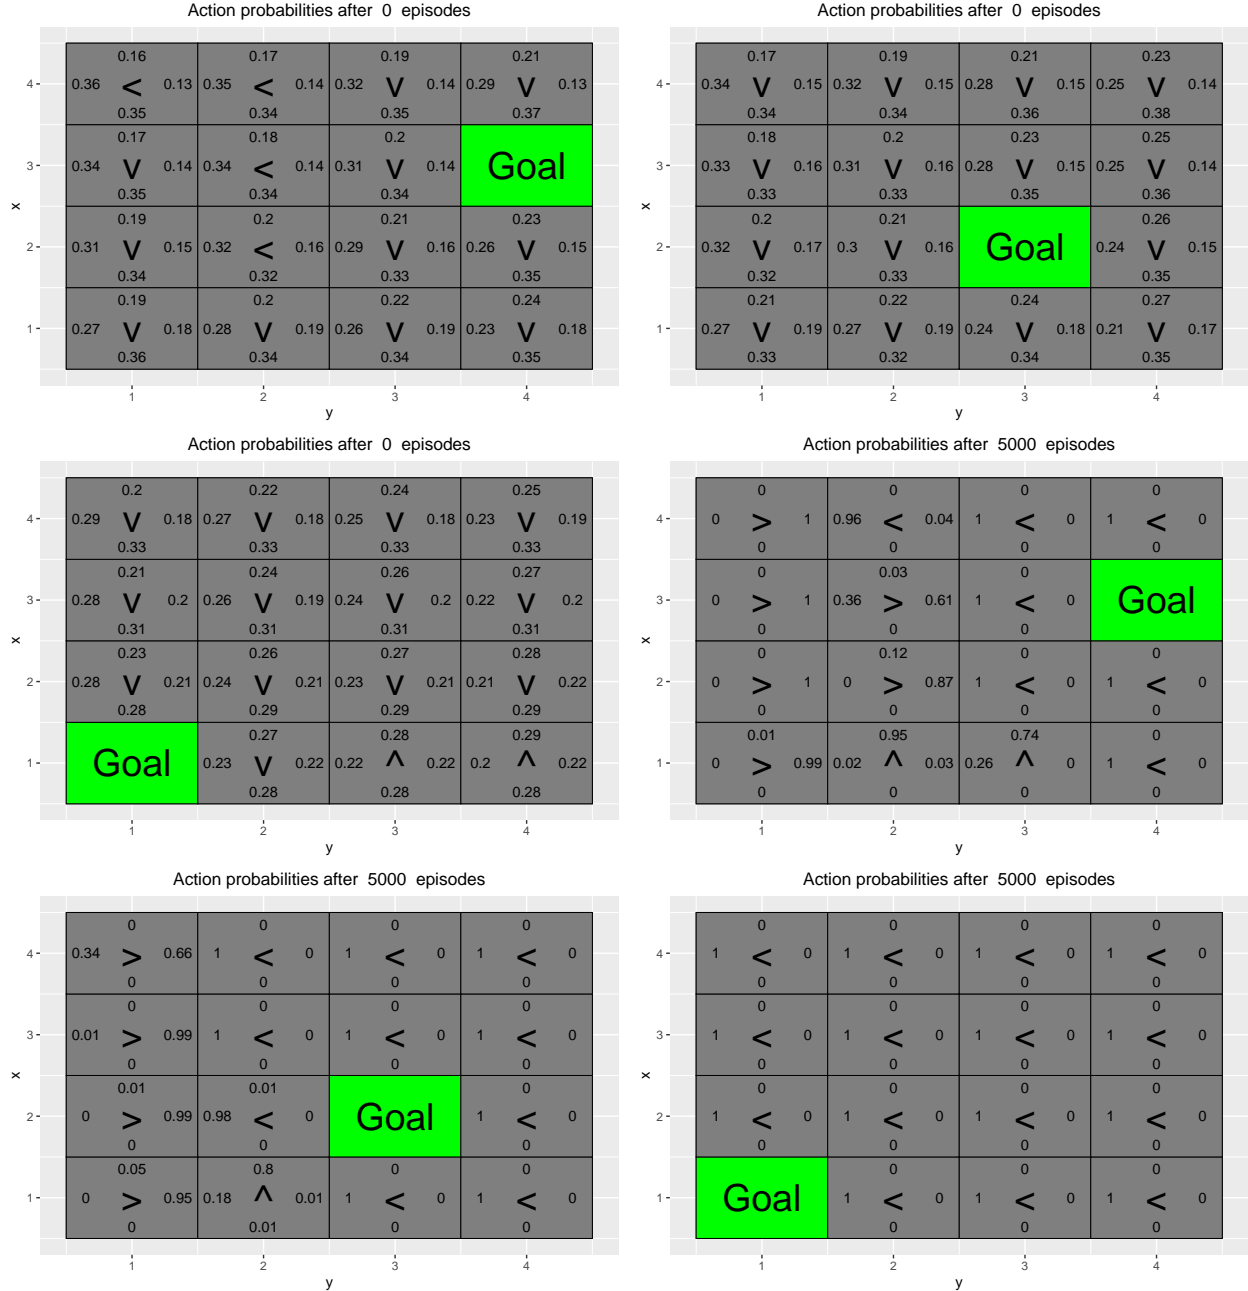 Action probabilities after 0 episodes
0.16 0.17 0.19 0.21
4 0.36 < 0.13 0.35 < 0.14 0.32 V 0.14 0.29 V 0.13
0.35 0.34 0.35 0.37
0.17 0.18 0.2
3 0.34 V 0.14 0.34 < 0.14 0.31 V 0.14 Goal
0.35 0.34 0.34
x
0.19 0.2 0.21 0.23
2 0.31 V 0.15 0.32 < 0.16 0.29 V 0.16 0.26 V 0.15
0.34 0.32 0.33 0.35
0.19 0.2 0.22 0.24
1 0.27 V 0.18 0.28 V 0.19 0.26 V 0.19 0.23 V 0.18
0.36 0.34 0.34 0.35
1 2 3 4
y
Action probabilities after 0 episodes
0.17 0.19 0.21 0.23
4 0.34 V 0.15 0.32 V 0.15 0.28 V 0.15 0.25 V 0.14
0.34 0.34 0.36 0.38
0.18 0.2 0.23 0.25
3 0.33 V 0.16 0.31 V 0.16 0.28 V 0.15 0.25 V 0.14
0.33 0.33 0.35 0.36
x
0.2 0.21 0.26
2 0.32 V 0.17 0.3 V 0.16 Goal 0.24 V 0.15
0.32 0.33 0.35
0.21 0.22 0.24 0.27
1 0.27 V 0.19 0.27 V 0.19 0.24 V 0.18 0.21 V 0.17
0.33 0.32 0.34 0.35
1 2 3 4
y
Action probabilities after 0 episodes
0.2 0.22 0.24 0.25
4 0.29 V 0.18 0.27 V 0.18 0.25 V 0.18 0.23 V 0.19
0.33 0.33 0.33 0.33
0.21 0.24 0.26 0.27
3 0.28 V 0.2 0.26 V 0.19 0.24 V 0.2 0.22 V 0.2
0.31 0.31 0.31 0.31
x
0.23 0.26 0.27 0.28
2 0.28 V 0.21 0.24 V 0.21 0.23 V 0.21 0.21 V 0.22
0.28 0.29 0.29 0.29
0.27 0.28 0.29
1 Goal 0.23 V 0.22 0.22 ^ 0.22 0.2 ^ 0.22
0.28 0.28 0.28
1 2 3 4
y
Action probabilities after 5000 episodes
0 0 0 0
4 0 > 1 0.96 < 0.04 1 < 0 1 < 0
0 0 0 0
0 0.03 0
3 0 > 1 0.36 > 0.61 1 < 0 Goal
0 0 0
x
0 0.12 0 0
2 0 > 1 0 > 0.87 1 < 0 1 < 0
0 0 0 0
0.01 0.95 0.74 0
1 0 > 0.99 0.02 ^ 0.03 0.26 ^ 0 1 < 0
0 0 0 0
1 2 3 4
y
Action probabilities after 5000 episodes
0 0 0 0
4 0.34 > 0.66 1 < 0 1 < 0 1 < 0
0 0 0 0
0 0 0 0
3 0.01 > 0.99 1 < 0 1 < 0 1 < 0
0 0 0 0
x
0.01 0.01 0
2 0 > 0.99 0.98 < 0 Goal 1 < 0
0 0 0
0.05 0.8 0 0
1 0 > 0.95 0.18 ^ 0.01 1 < 0 1 < 0
0 0.01 0 0
1 2 3 4
y
Action probabilities after 5000 episodes
0 0 0 0
4 1 < 0 1 < 0 1 < 0 1 < 0
0 0 0 0
0 0 0 0
3 1 < 0 1 < 0 1 < 0 1 < 0
0 0 0 0
x
0 0 0 0
2 1 < 0 1 < 0 1 < 0 1 < 0
0 0 0 0
0 0 0
1 Goal 1 < 0 1 < 0 1 < 0
0 0 0
1 2 3 4
y